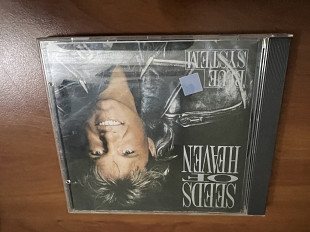 BLUE
SYSTEM
SEEDS
OF
HEAVEN